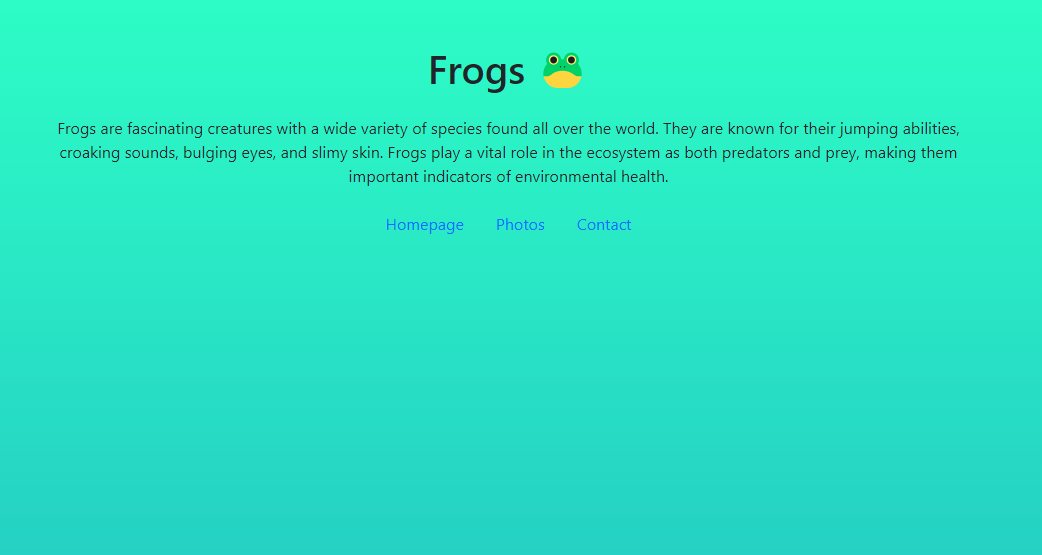 Frogs 🐸
Frogs are fascinating creatures with a wide variety of species found all over the world. They are known for their jumping abilities,
croaking sounds, bulging eyes, and slimy skin. Frogs play a vital role in the ecosystem as both predators and prey, making them
important indicators of environmental health.
Homepage Photos Contact